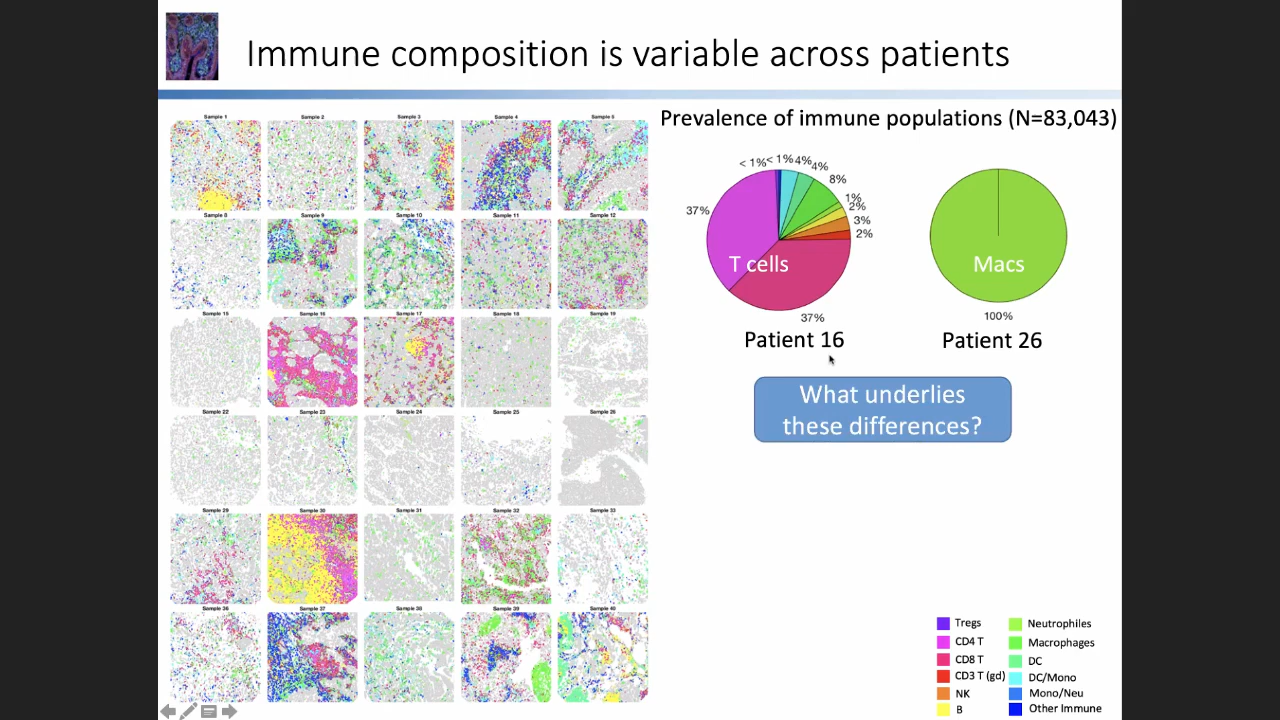 Immune composition is variable across patients
Sample 1
Sample 2
Sample 3
Sample 4
Sample 5
Sample 8
Sample 9
Sample 10
Sample 11
Sample 12
Sample 15
Sample 16
Sample 17
Sample 18
Sample 19
Sample 22
Sample 23
Sample 24
Sample 25
Sample 26
Sample 29
Sample 30
Sample 31
Sample 32
Sample 33
Sample 36
Sample 37
Sample 38
Sample 39
Sample 40
Prevalence of immune populations (N=83,043)
< 1%
< 1%
4%
4%
8%
1%
2%
3%
2%
37%
37%
T cells
Patient 16
Macs
100%
Patient 26
What underlies
these differences?
Tregs
CD4 T
CD8 T
CD3 T (gd)
NK
B
Neutrophiles
Macrophages
DC
DC/Mono
Mono/Neu
Other Immune